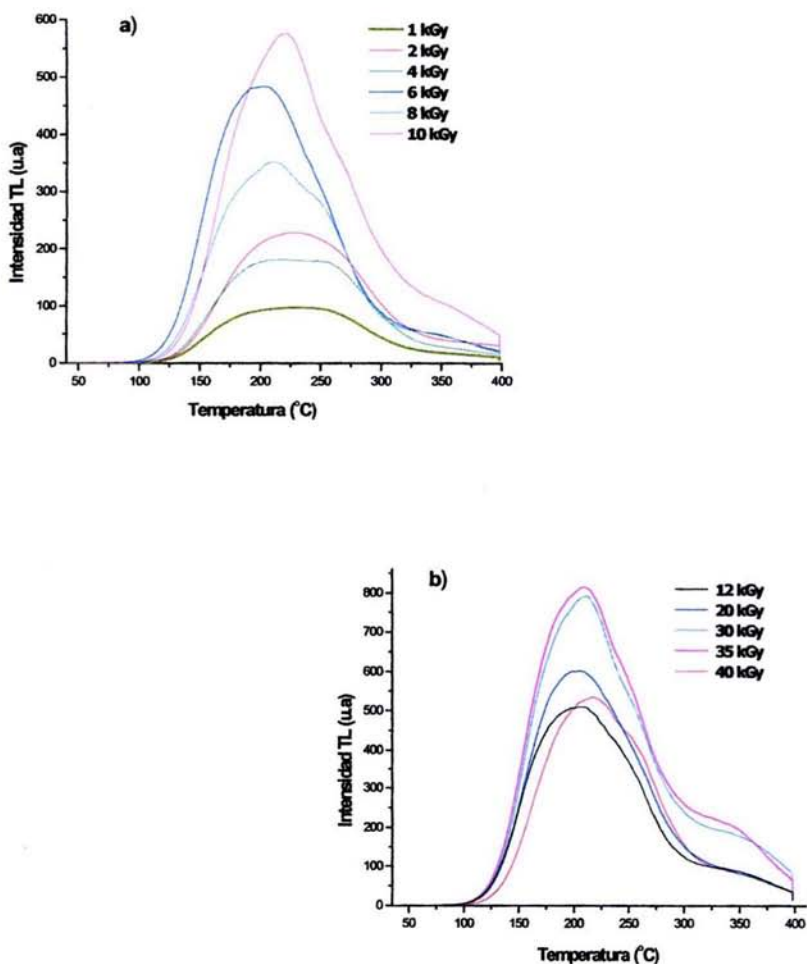 a)
1 kGy
2 kGy
4 kGy
6 kGy
8 kGy
10 kGy
Intensidad TL (u.a)
600
500
400
300
200
100
0
50 100 150 200 250 300 350 400
Temperatura (°C)
b)
12 kGy
20 kGy
30 kGy
35 kGy
40 kGy
Intensidad TL (u.a)
800
700
600
500
400
300
200
100
0
50 100 150 200 250 300 350 400
Temperatura (°C)